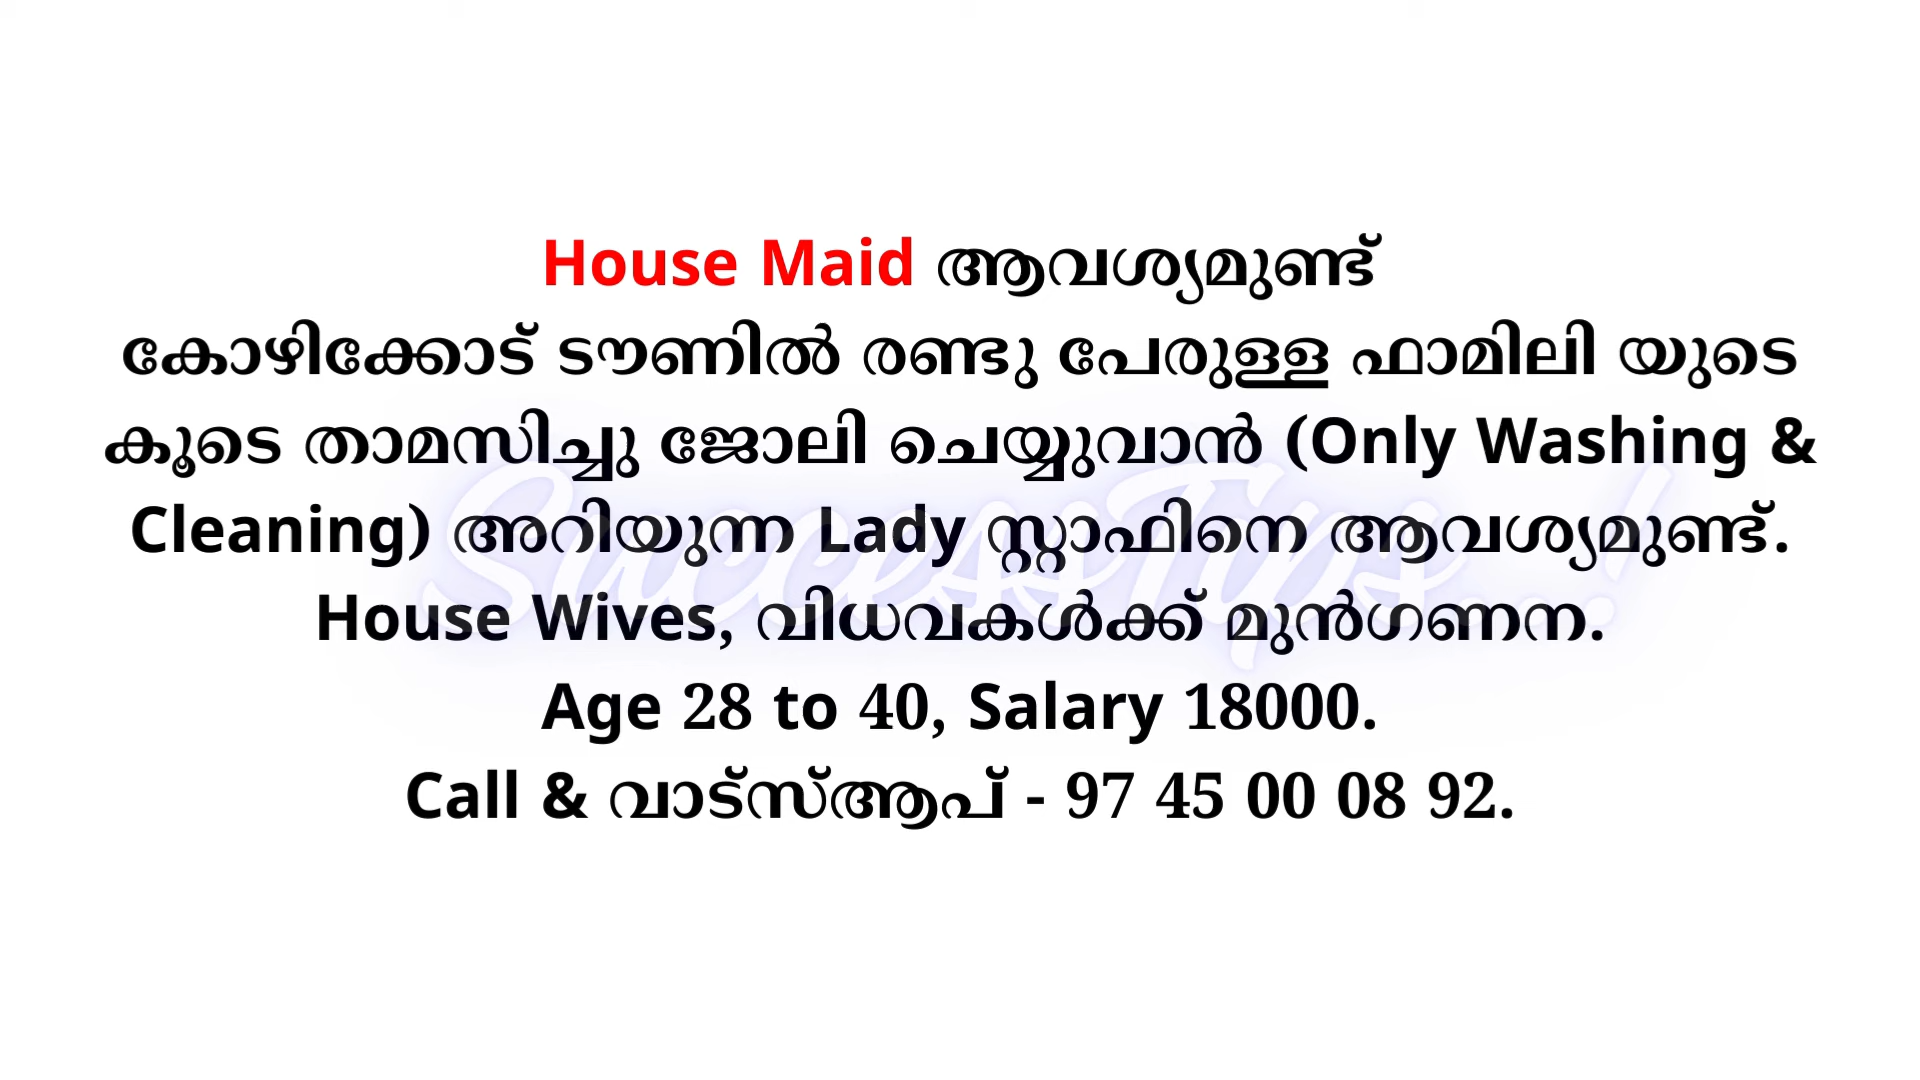 House Maid ആവശ്യമുണ്ട്
കോഴിക്കോട് ടൗണിൽ രണ്ടു പേരുള്ള ഫാമിലി യുടെ
കൂടെ താമസിച്ചു ജോലി ചെയ്യുവാൻ (Only Washing &
Cleaning) അറിയുന്ന Lady സ്റ്റാഫിനെ ആവശ്യമുണ്ട്.
SuccessTips...!
House Wives, വിധവകൾക്ക് മുൻഗണന.
Age 28 to 40, Salary 18000.
Call & വാട്സ്ആപ് - 97 45 00 08 92.